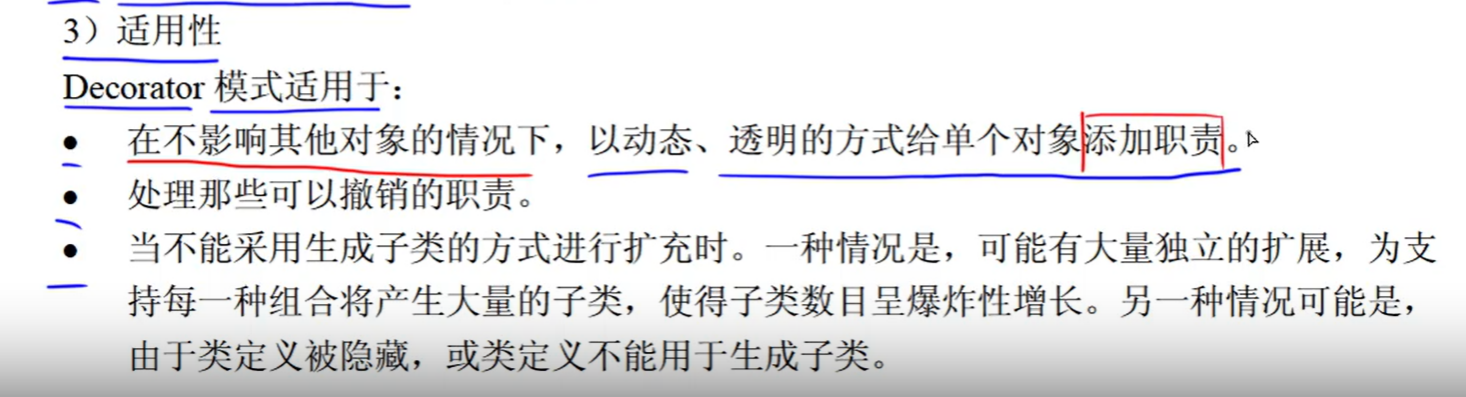 3）适用性
Decorator 模式适用于：
● 在不影响其他对象的情况下，以动态、透明的方式给单个对象添加职责。
● 处理那些可以撤销的职责。
● 当不能采用生成子类的方式进行扩充时。一种情况是，可能有大量独立的扩展，为支
持每一种组合将产生大量的子类，使得子类数目呈爆炸性增长。另一种情况可能是，
由于类定义被隐藏，或类定义不能用于生成子类。